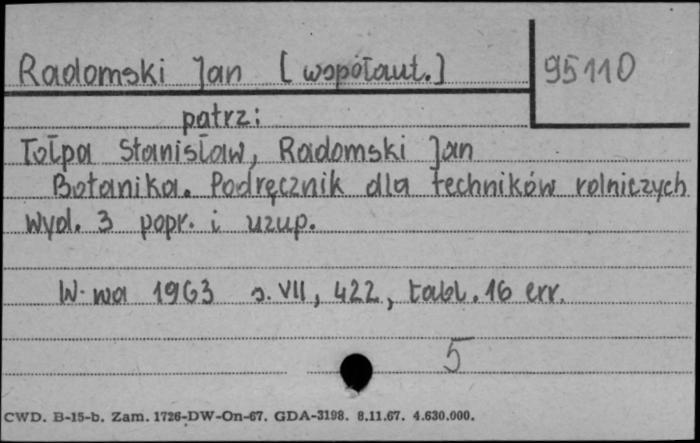 Radomski Jan [współaut.]
95110
patrz:
Tołpa Stanisław, Radomski Jan
Botanika. Podręcznik dla techników rolniczych
Wyd. 3 popr. i uzup.
W-wa 1963 s. VII, 422, tabl. 16 err.
5
CWD. B-15-b. Zam. 1726-DW-On-67. GDA-3198. 8.11.67. 4.630.000.